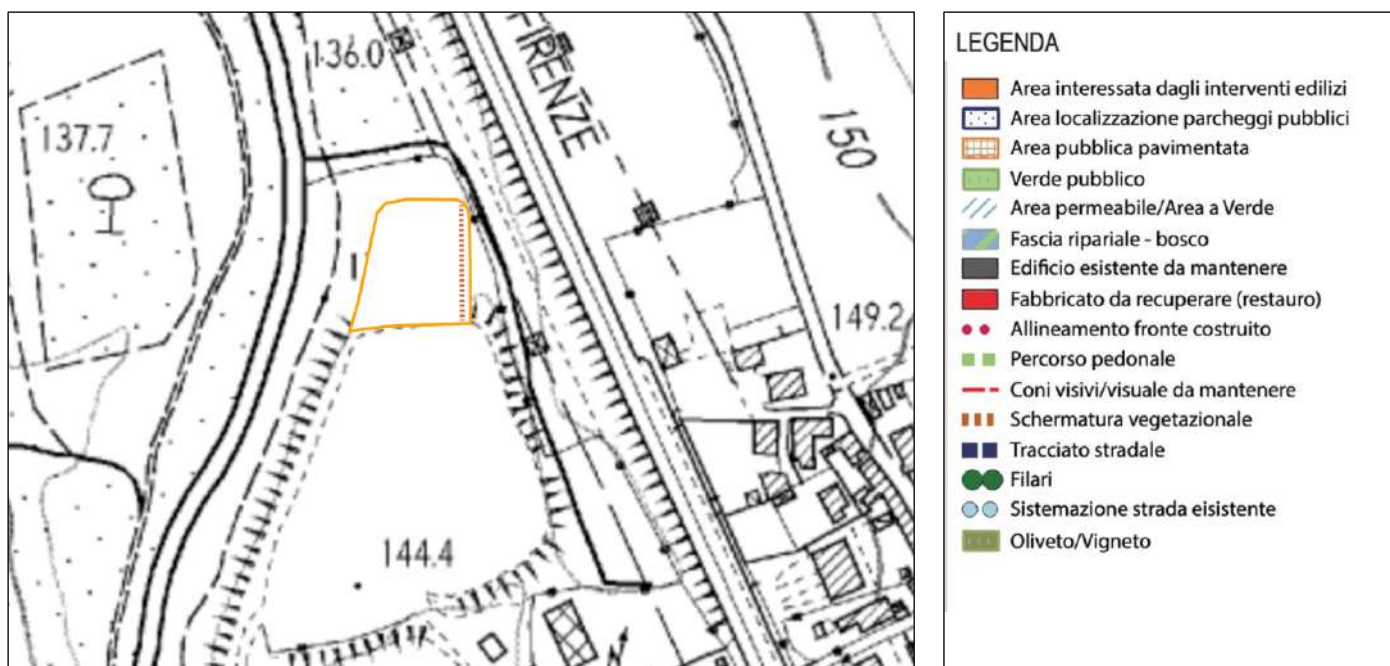 136.0
FIRENZE
137.7
150
149.2
144.4
LEGENDA
Area interessata dagli interventi edilizi
Area localizzazione parcheggi pubblici
Area pubblica pavimentata
Verde pubblico
Area permeabile/Area a Verde
Fascia ripariale - bosco
Edificio esistente da mantenere
Fabbricato da recuperare (restauro)
Allineamento fronte costruito
Percorso pedonale
Coni visivi/visuale da mantenere
Schermatura vegetazionale
Tracciato stradale
Filari
Sistemazione strada eisistente
Oliveto/Vigneto